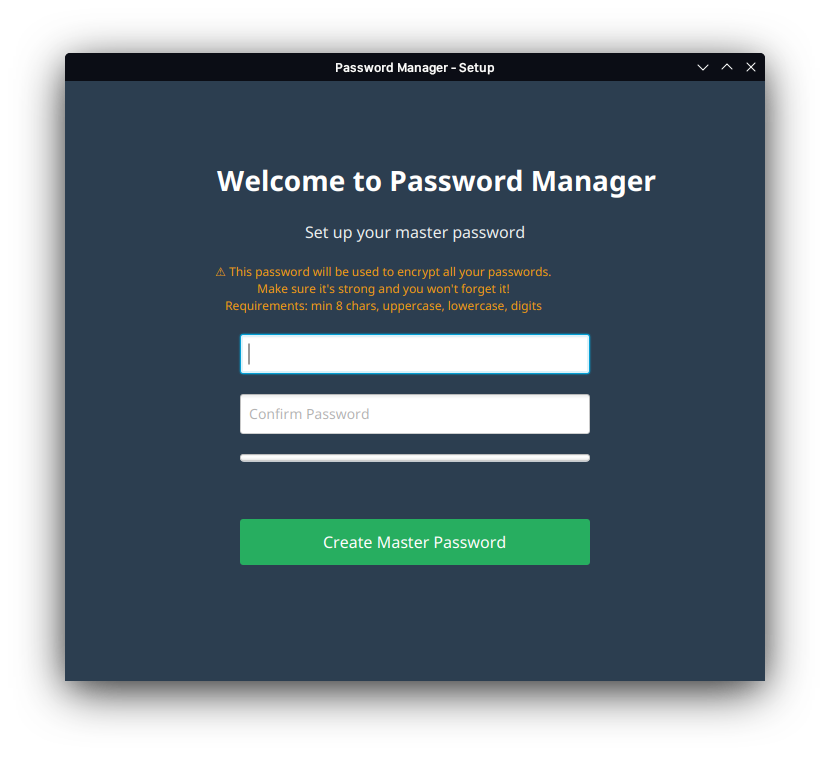 Password Manager - Setup
Welcome to Password Manager
Set up your master password
⚠ This password will be used to encrypt all your passwords.
Make sure it's strong and you won't forget it!
Requirements: min 8 chars, uppercase, lowercase, digits
Confirm Password
Create Master Password